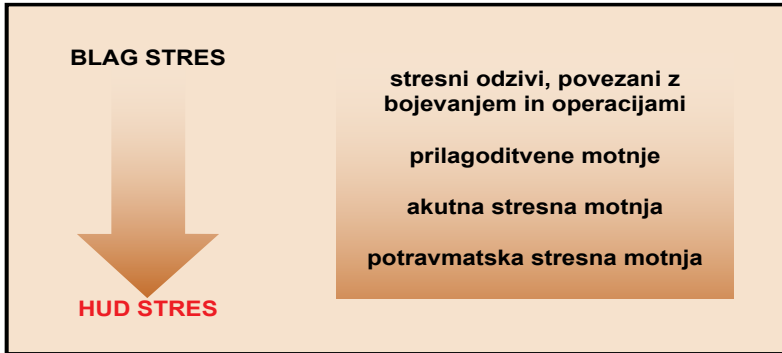 BLAG STRES
HUD STRES
stresni odzivi, povezani z
bojevanjem in operacijami
prilagoditvene motnje
akutna stresna motnja
potravmatska stresna motnja